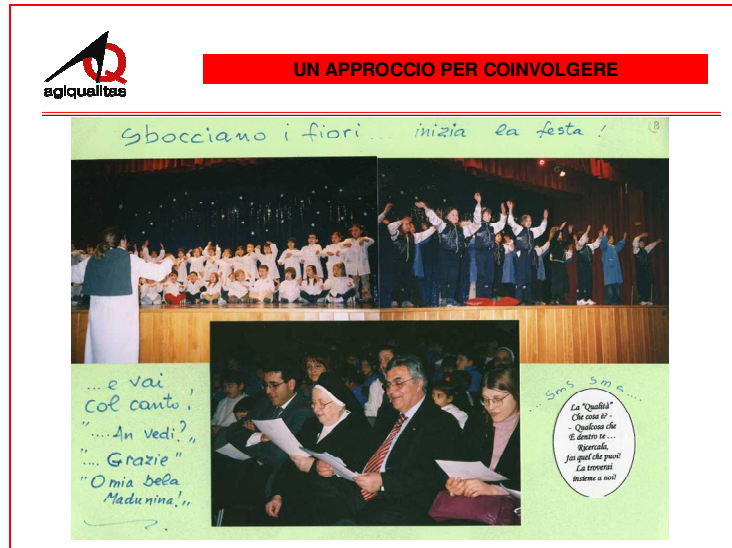 agiqualitas
UN APPROCCIO PER COINVOLGERE
Sbocciano i fiori... inizia la festa!
8
...e vai
col canto!
"....An vedi?„
".... Grazie"
"O mia bela
Madunina!„
... Sms Sms....
La "Qualità"
Che cosa è? -
- Qualcosa che
È dentro te ...
Ricercala,
fai quel che puoi!
La troverai
insieme a noi!